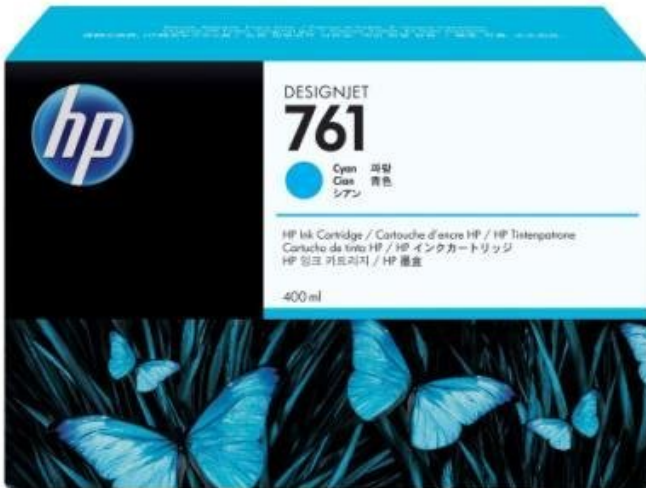 hp
DESIGNJET
761
Cyan 파랑
Cian 青色
シアン
HP Ink Cartridge / Cartouche d'encre HP / HP Tintenpatrone
Cartucho de tinta HP / HP インクカートリッジ
HP 잉크 카트리지 / HP 墨盒
400 ml